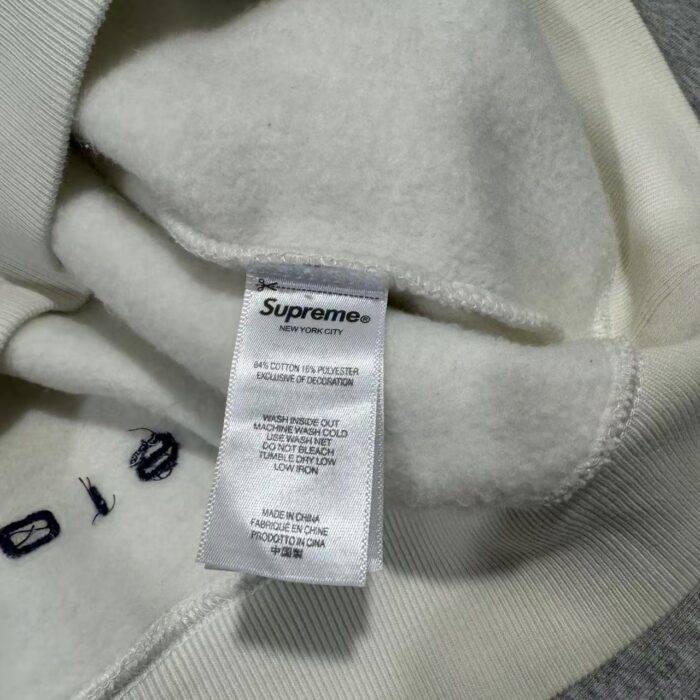 Supreme®
NEW YORK CITY
84% COTTON 16% POLYESTER
EXCLUSIVE OF DECORATION
WASH INSIDE OUT
MACHINE WASH COLD
USE WASH NET
DO NOT BLEACH
TUMBLE DRY LOW
LOW IRON
MADE IN CHINA
FABRIQUÉ EN CHINE
PRODOTTO IN CINA
中国製